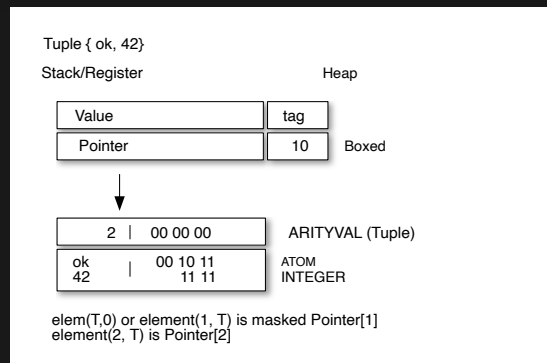 Tuple { ok, 42}
Stack/Register Heap
Value tag
Pointer 10 Boxed
2 | 00 00 00 ARITYVAL (Tuple)
ok | 00 10 11 ATOM
42 11 11 INTEGER
elem(T,0) or element(1, T) is masked Pointer[1]
element(2, T) is Pointer[2]